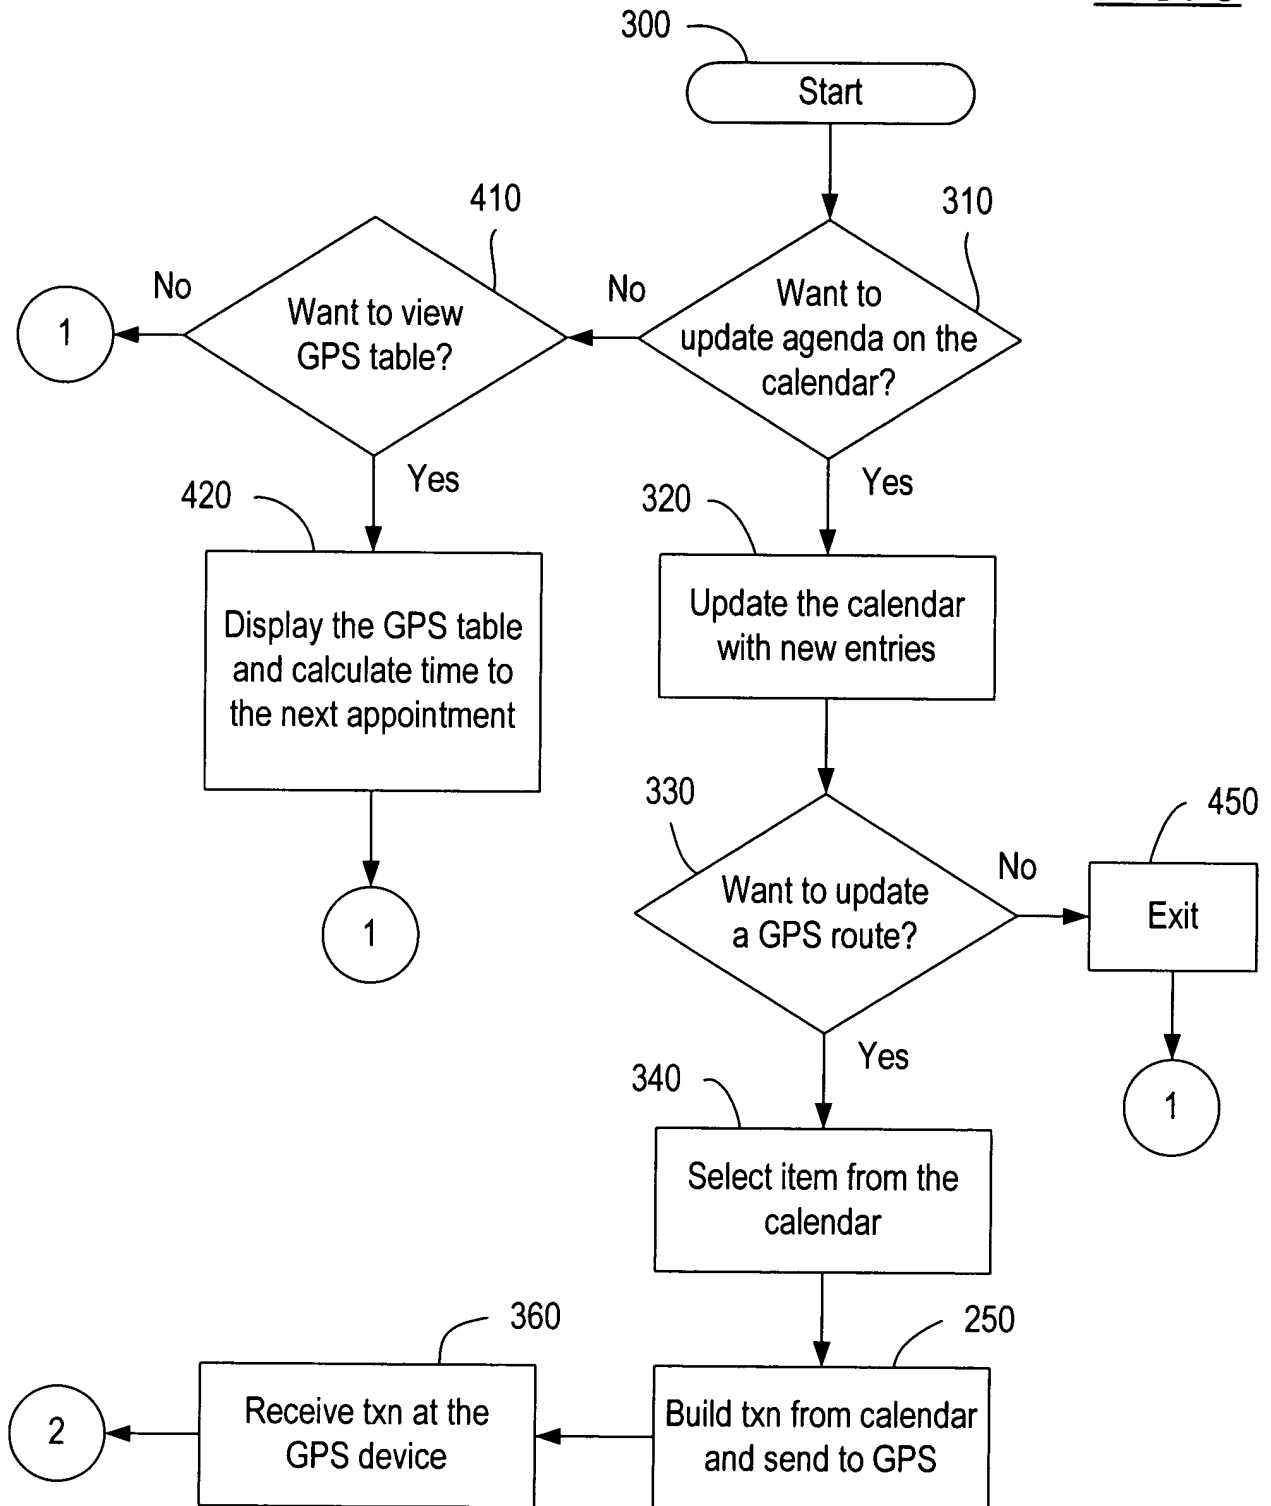 300
Start
410
310
No
No
1
Want to view
GPS table?
Want to
update agenda on the
calendar?
Yes
Yes
420
320
Display the GPS table
and calculate time to
the next appointment
Update the calendar
with new entries
330
450
No
Want to update
a GPS route?
Exit
1
Yes
340
1
Select item from the
calendar
360
250
2
Receive txn at the
GPS device
Build txn from calendar
and send to GPS